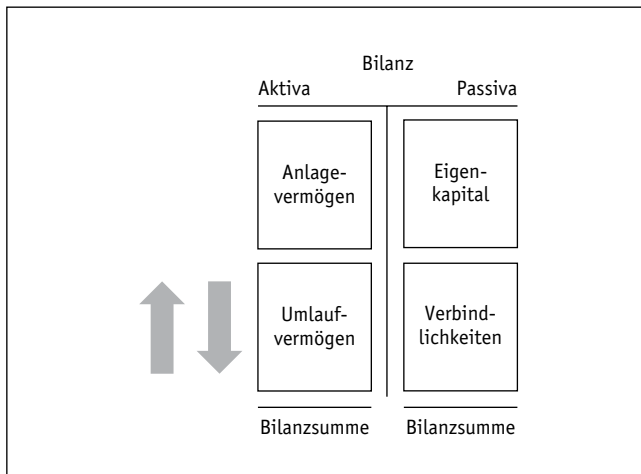 Bilanz
Aktiva Passiva
Anlage-
vermögen
Eigen-
kapital
Umlauf-
vermögen
Verbind-
lichkeiten
Bilanzsumme Bilanzsumme